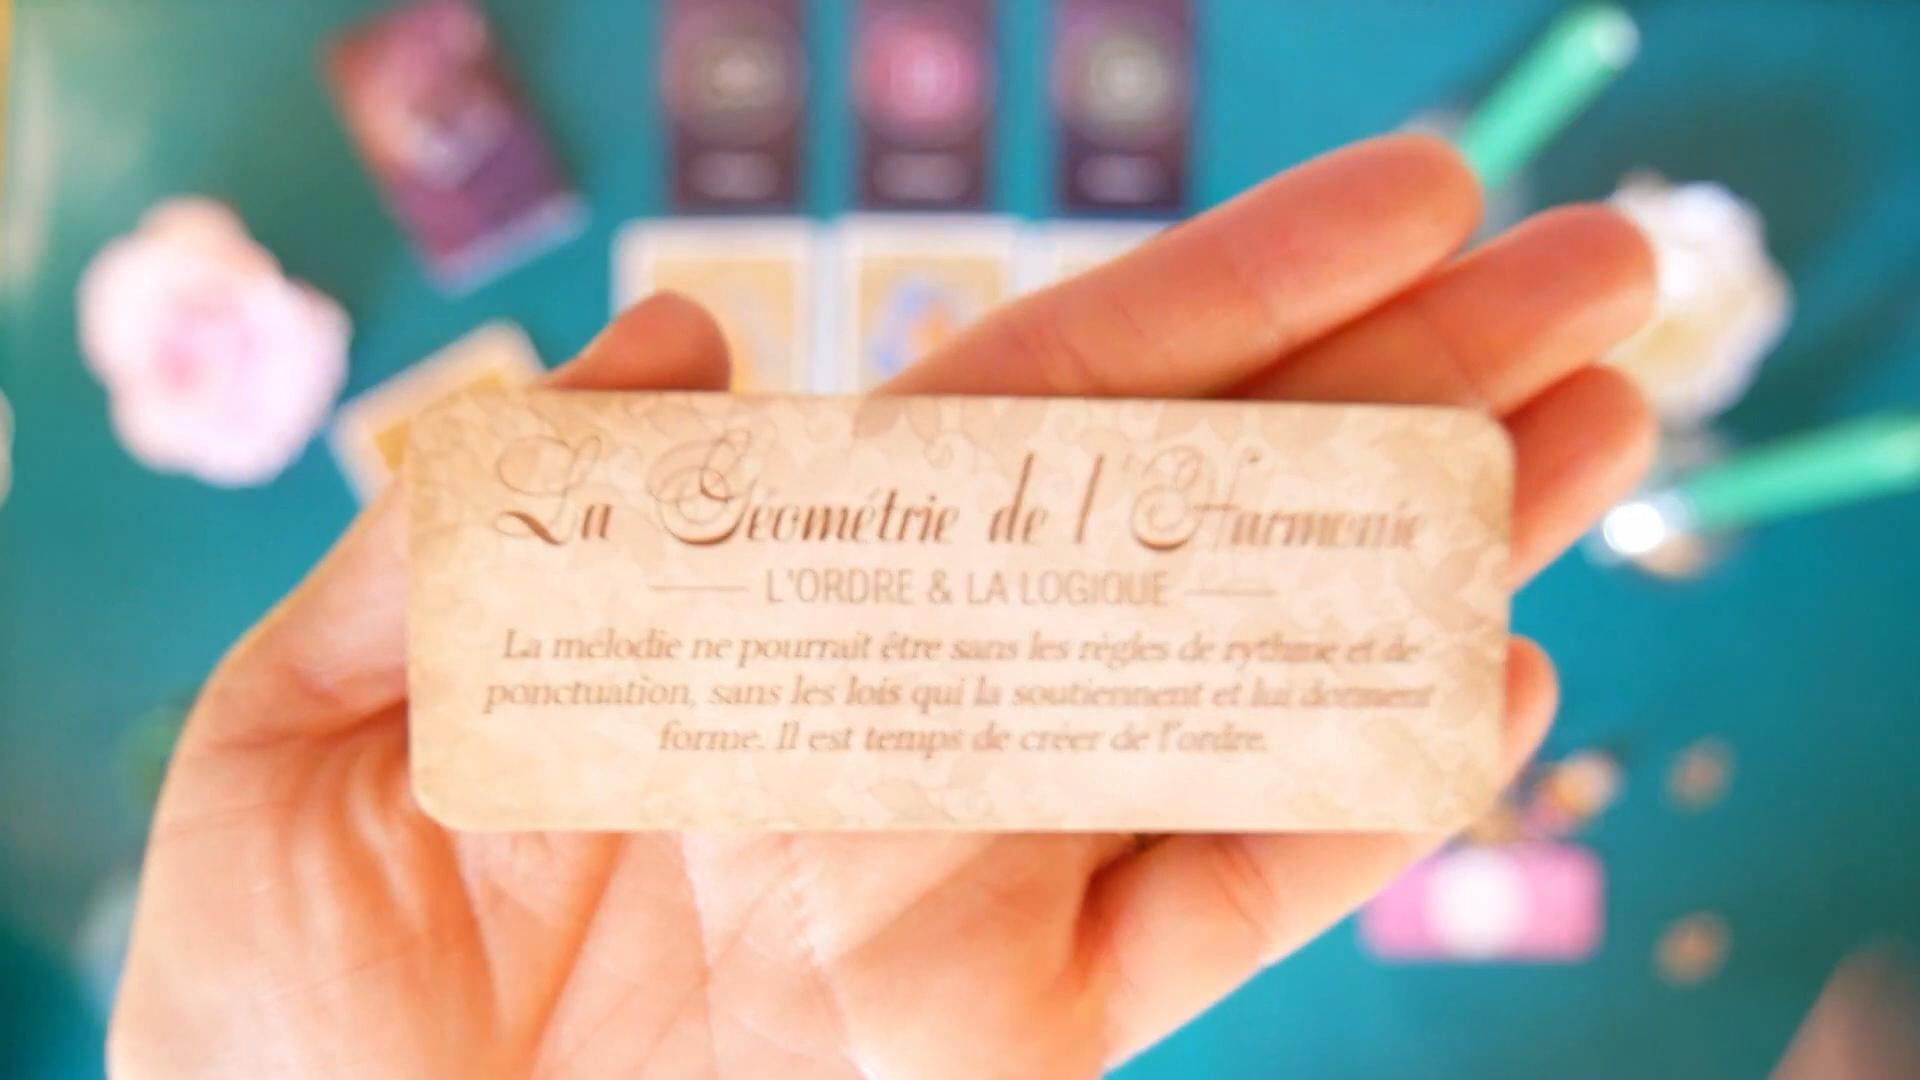 La Géométrie de l'Harmonie
L'ORDRE & LA LOGIQUE
La mélodie ne pourrait être sans les règles de rythme et de
ponctuation, sans les lois qui la soutiennent et lui donnent
forme. Il est temps de créer de l'ordre.